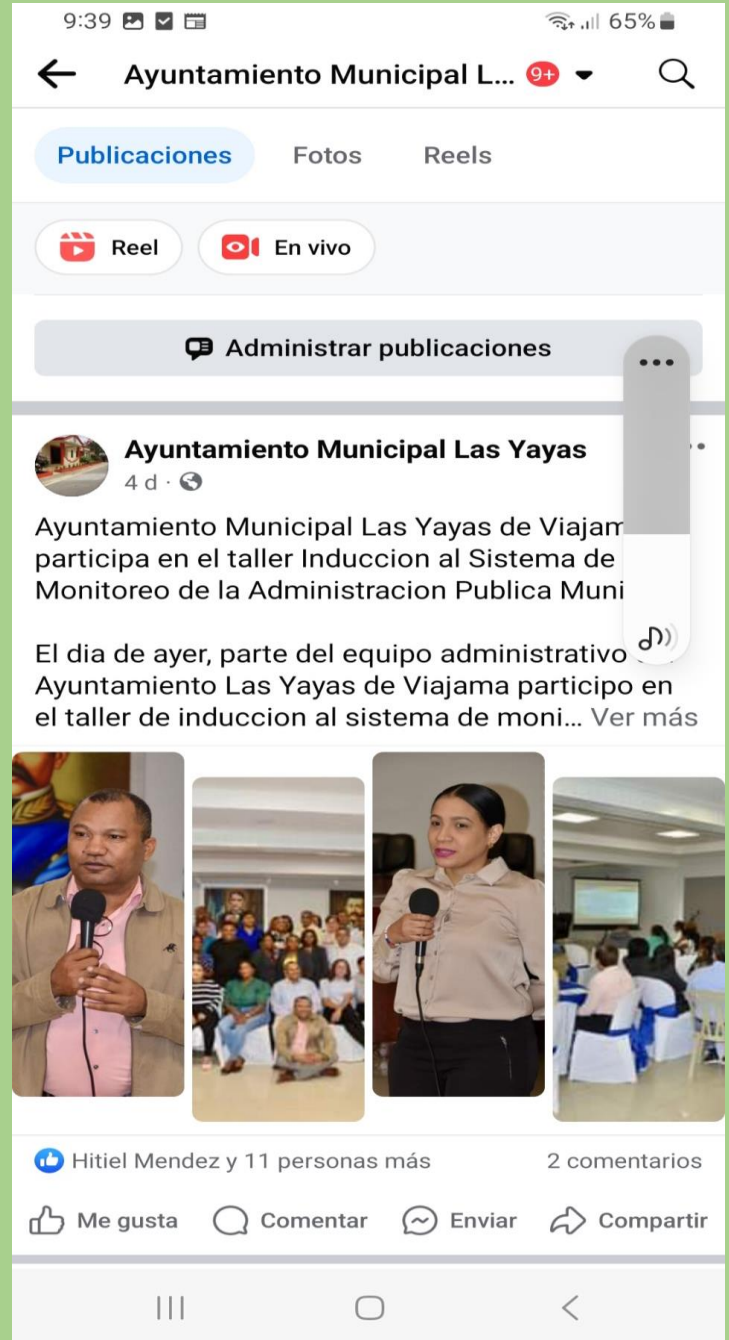 9:39 65%
Ayuntamiento Municipal L... 9+
Publicaciones Fotos Reels
Reel En vivo
Administrar publicaciones
Ayuntamiento Municipal Las Yayas
4 d ·
Ayuntamiento Municipal Las Yayas de Viajam
participa en el taller Induccion al Sistema de
Monitoreo de la Administracion Publica Muni
El dia de ayer, parte del equipo administrativo
Ayuntamiento Las Yayas de Viajama participo en
el taller de induccion al sistema de moni... Ver más
Hitiel Mendez y 11 personas más 2 comentarios
Me gusta Comentar Enviar Compartir